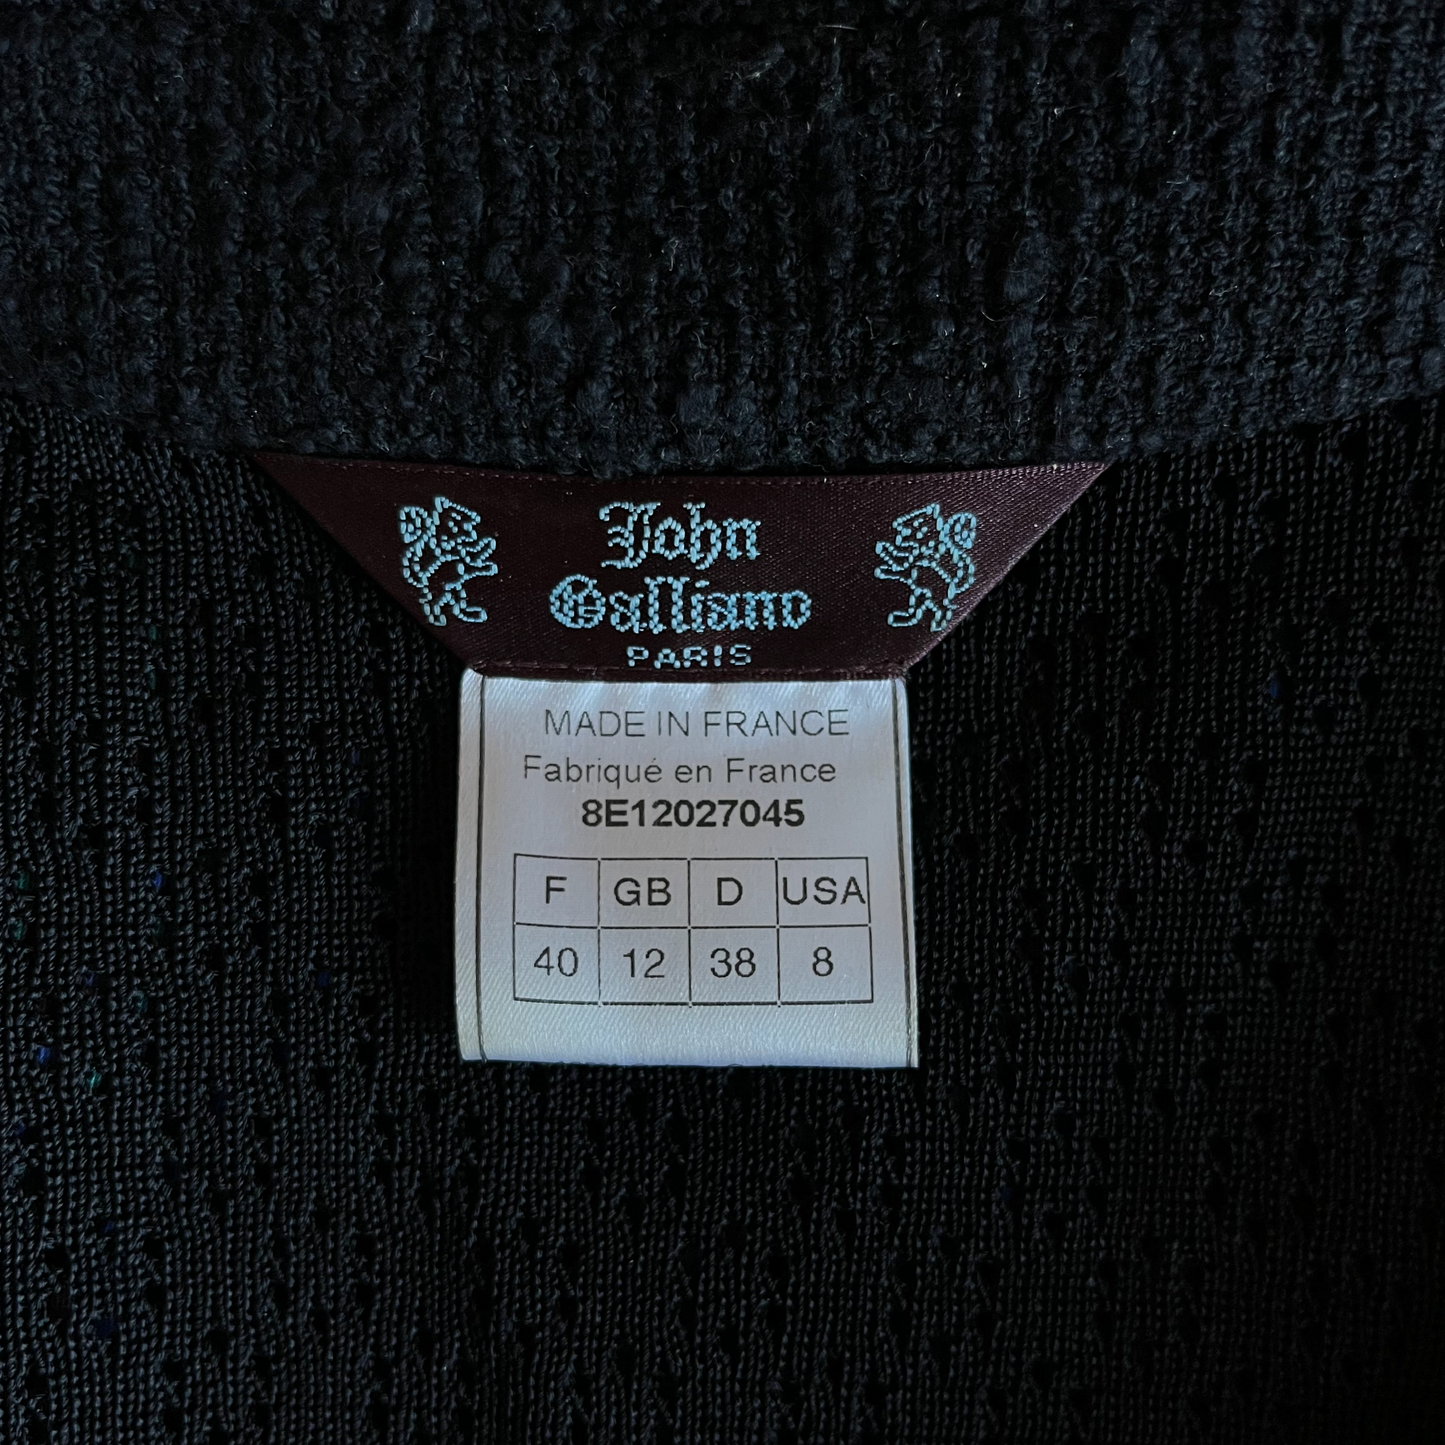 John
Galliano
PARIS
MADE IN FRANCE
Fabriqué en France
8E12027045
F GB D USA
40 12 38 8